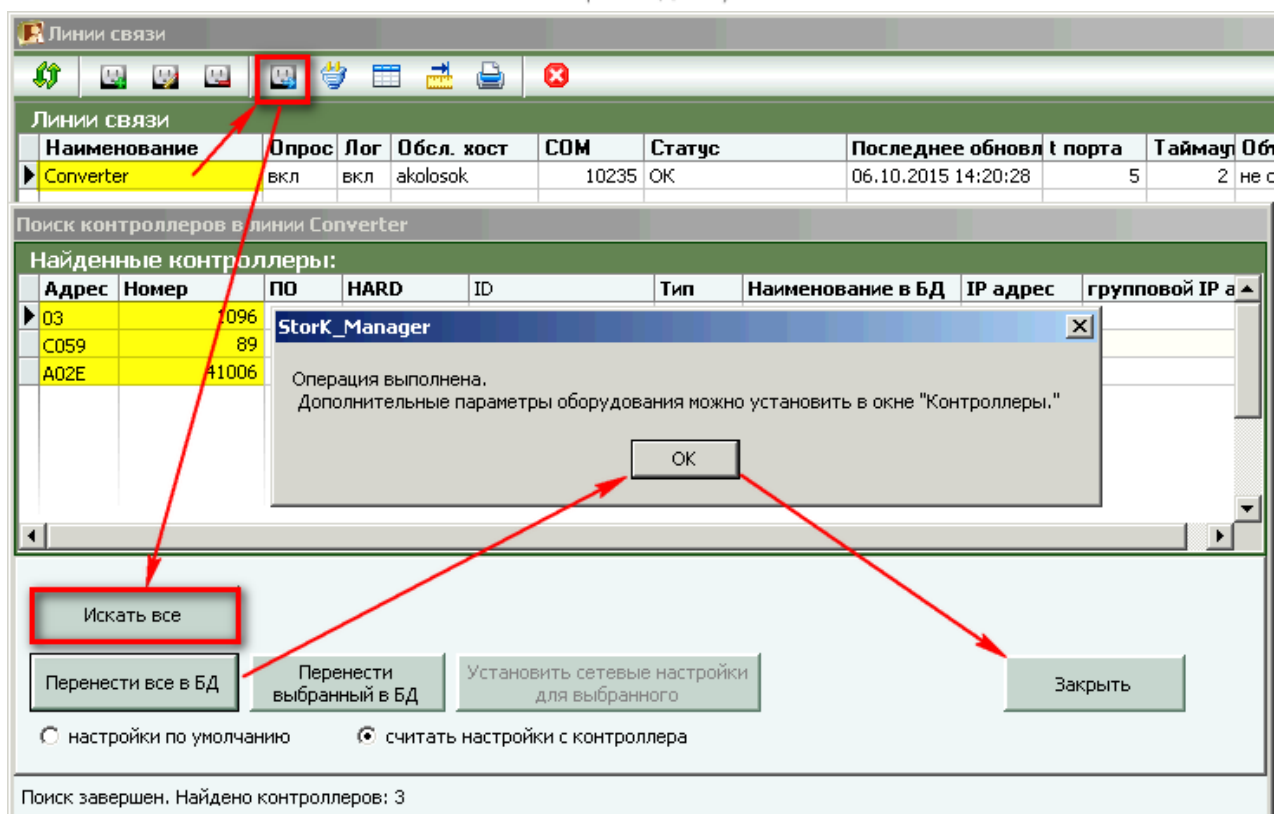 Линии связи
Линии связи
Наименование Опрос Лог Обсл. хост COM Статус Последнее обновл t порта Таймаут
Converter вкл вкл akolosok 10235 OK 06.10.2015 14:20:28 5 2 не с
Поиск контроллеров в линии Converter
Найденные контроллеры:
Адрес Номер ПО HARD ID Тип Наименование в БД IP адрес групповой IP а
03 1096
C059 89
A02E 41006
StorK_Manager
Операция выполнена.
Дополнительные параметры оборудования можно установить в окне "Контроллеры."
OK
Искать все
Перенести все в БД
Перенести
выбранный в БД
Установить сетевые настройки
для выбранного
Закрыть
настройки по умолчанию считать настройки с контроллера
Поиск завершен. Найдено контроллеров: 3